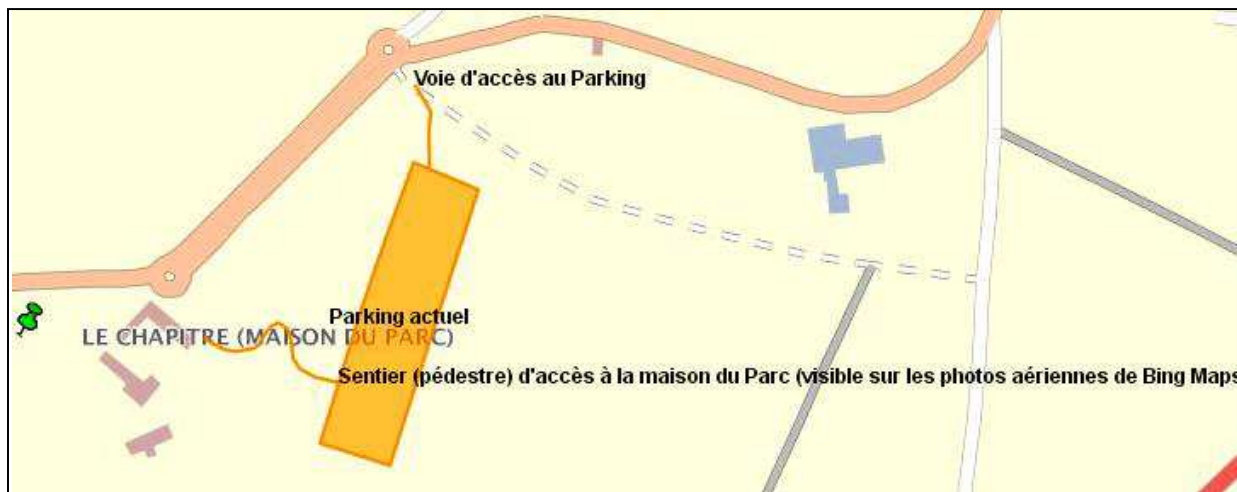 Voie d'accès au Parking
Parking actuel
LE CHAPITRE (MAISON DU PARC)
Sentier (pédestre) d'accès à la maison du Parc (visible sur les photos aériennes de Bing Maps